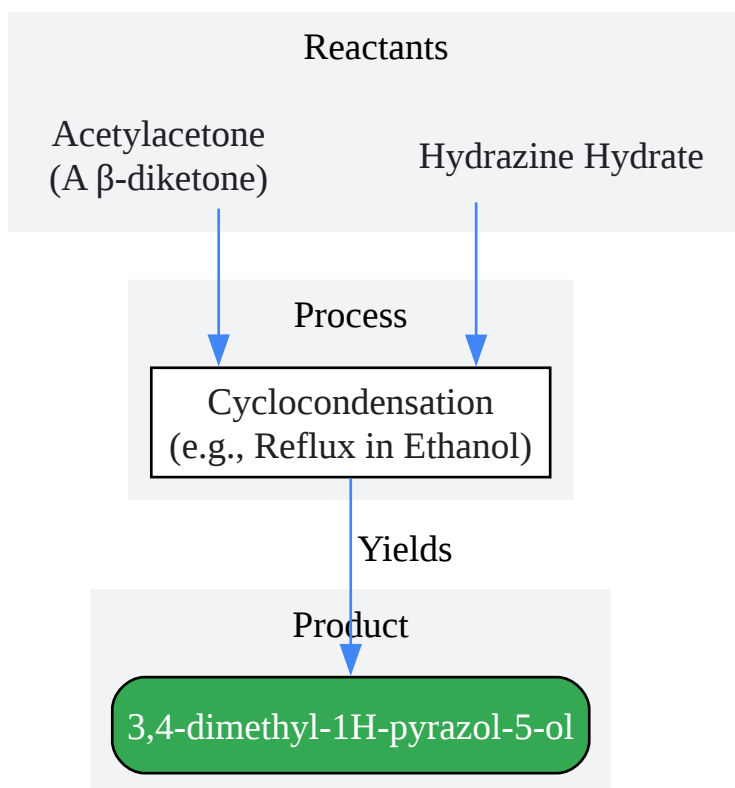 Reactants
Acetylacetone
(A β-diketone)
Hydrazine Hydrate
Process
Cyclocondensation
(e.g., Reflux in Ethanol)
Yields
Product
3,4-dimethyl-1H-pyrazol-5-ol